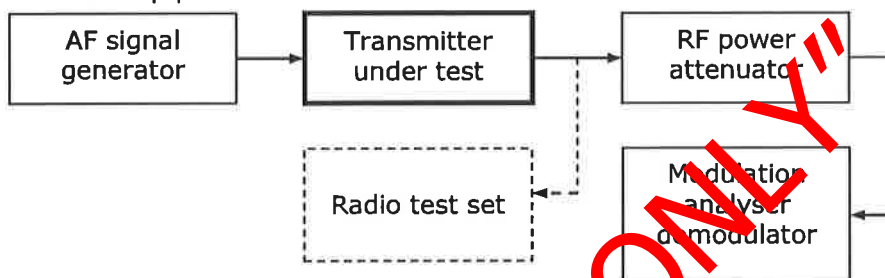 AF signal
generator
Transmitter
under test
RF power
attenuator
Radio test set
Modulation
analyser
demodulator
ONLY”